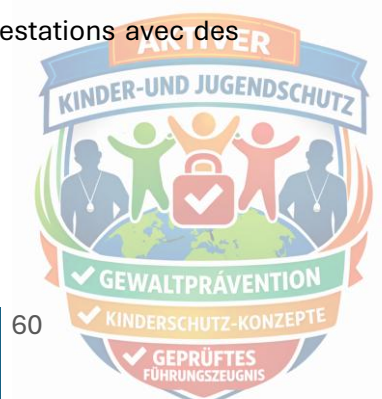 estations avec des
AKTIVER
KINDER-UND JUGENDSCHUTZ
GEWALTPRÄVENTION
KINDERSCHUTZ-KONZEPTE
60
GEPRÜFTES
FÜHRUNGSZEUGNIS